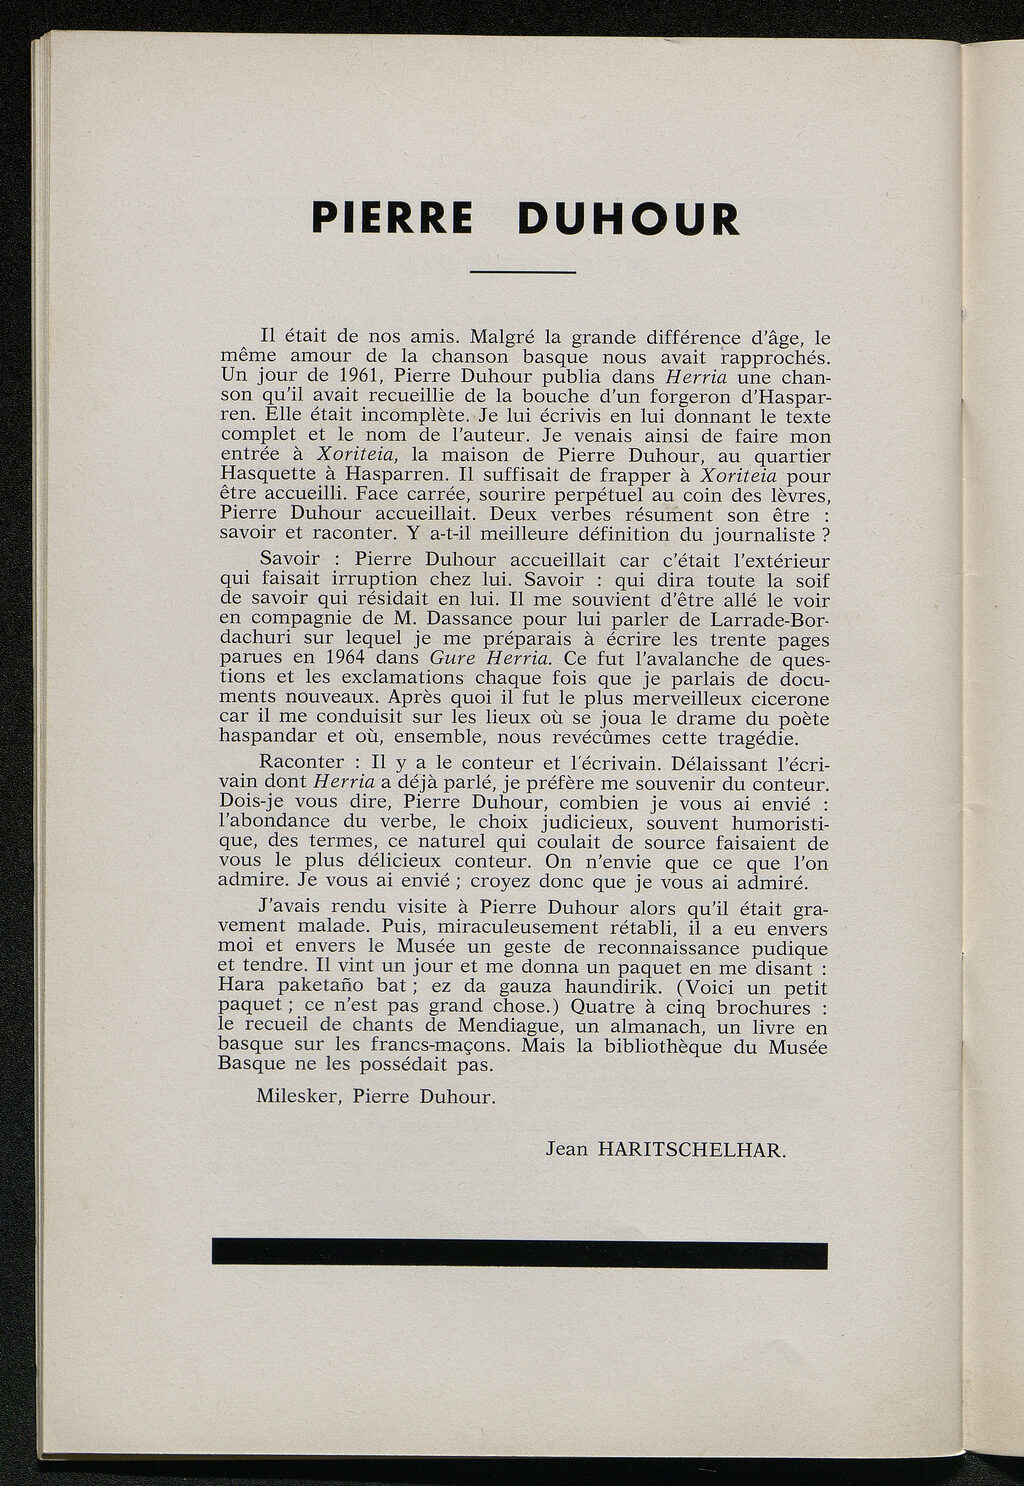 PIERRE DUHOUR
Il était de nos amis. Malgré la grande différence d'âge, le
même amour de la chanson basque nous avait rapprochés.
Un jour de 1961, Pierre Duhour publia dans Herria une chan-
son qu'il avait recueillie de la bouche d'un forgeron d'Haspar-
ren. Elle était incomplète. Je lui écrivis en lui donnant le texte
complet et le nom de l'auteur. Je venais ainsi de faire mon
entrée à Xoriteia, la maison de Pierre Duhour, au quartier
Hasquette à Hasparren. Il suffisait de frapper à Xoriteia pour
être accueilli. Face carrée, sourire perpétuel au coin des lèvres,
Pierre Duhour accueillait. Deux verbes résument son être :
savoir et raconter. Y a-t-il meilleure définition du journaliste ?
Savoir : Pierre Duhour accueillait car c'était l'extérieur
qui faisait irruption chez lui. Savoir : qui dira toute la soif
de savoir qui résidait en lui. Il me souvient d'être allé le voir
en compagnie de M. Dassance pour lui parler de Larrade-Bor-
dachuri sur lequel je me préparais à écrire les trente pages
parues en 1964 dans Gure Herria. Ce fut l'avalanche de ques-
tions et les exclamations chaque fois que je parlais de docu-
ments nouveaux. Après quoi il fut le plus merveilleux cicerone
car il me conduisit sur les lieux où se joua le drame du poète
haspandar et où, ensemble, nous revécûmes cette tragédie.
Raconter : Il y a le conteur et l'écrivain. Délaissant l'écri-
vain dont Herria a déjà parlé, je préfère me souvenir du conteur.
Dois-je vous dire, Pierre Duhour, combien je vous ai envié :
l'abondance du verbe, le choix judicieux, souvent humoristi-
que, des termes, ce naturel qui coulait de source faisaient de
vous le plus délicieux conteur. On n'envie que ce que l'on
admire. Je vous ai envié ; croyez donc que je vous ai admiré.
J'avais rendu visite à Pierre Duhour alors qu'il était gra-
vement malade. Puis, miraculeusement rétabli, il a eu envers
moi et envers le Musée un geste de reconnaissance pudique
et tendre. Il vint un jour et me donna un paquet en me disant :
Hara paketaño bat ; ez da gauza haundirik. (Voici un petit
paquet ; ce n'est pas grand chose.) Quatre à cinq brochures :
le recueil de chants de Mendiague, un almanach, un livre en
basque sur les francs-maçons. Mais la bibliothèque du Musée
Basque ne les possédait pas.
Milesker, Pierre Duhour.
Jean HARITSCHELHAR.